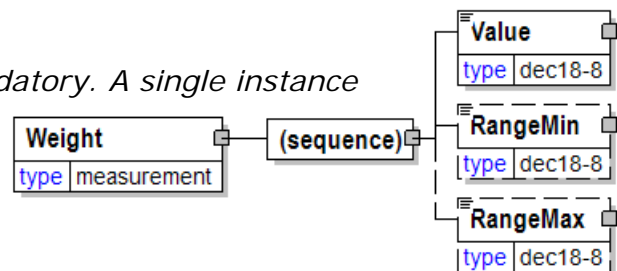 Value
type dec18-8
datory. A single instance
RangeMin
type dec18-8
Weight
type measurement
(sequence)
RangeMax
type dec18-8